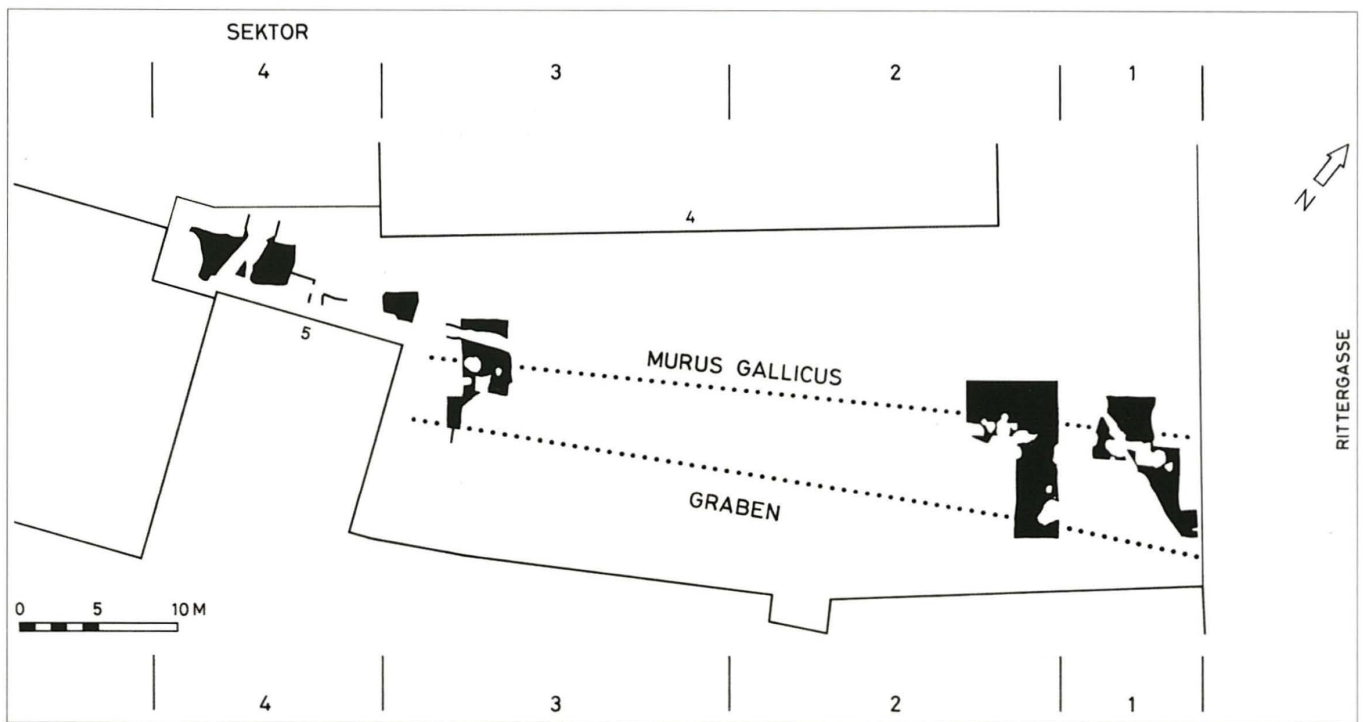 SEKTOR
4 3 2 1
N
4
5
MURUS GALLICUS
GRABEN
RITTERGASSE
0 5 10 M
4 3 2 1